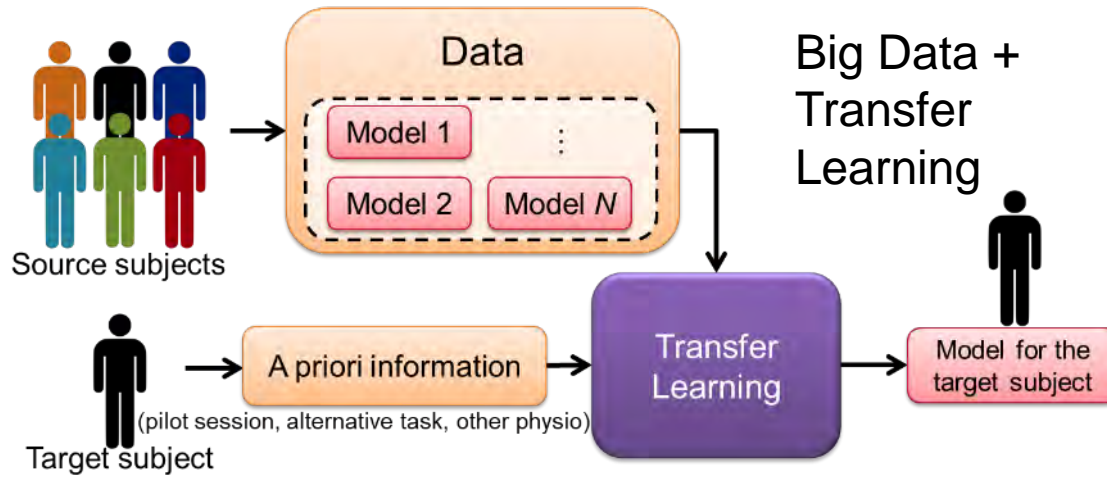 Data
Big Data +
Transfer
Learning
Model 1
⋮
Model 2
Model N
Source subjects
A priori information
(pilot session, alternative task, other physio)
Target subject
Transfer
Learning
Model for the
target subject